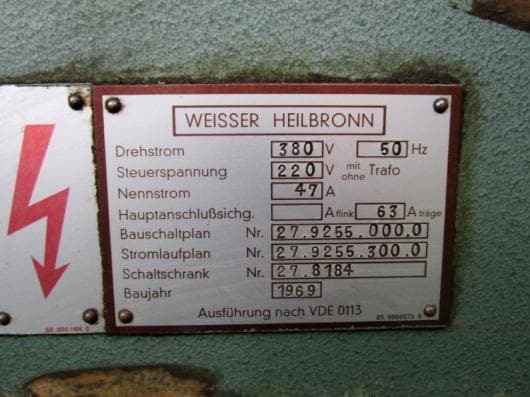 WEISSER HEILBRONN
Drehstrom 380 V 50 Hz
Steuerspannung 220 V mit ohne Trafo
Nennstrom 47 A
Hauptanschlußsichg. A flink 63 A träge
Bauschaltplan Nr. 27.9255.000.0
Stromlaufplan Nr. 27.9255.300.0
Schaltschrank Nr. 27.8184
Baujahr 1969
Ausführung nach VDE 0113